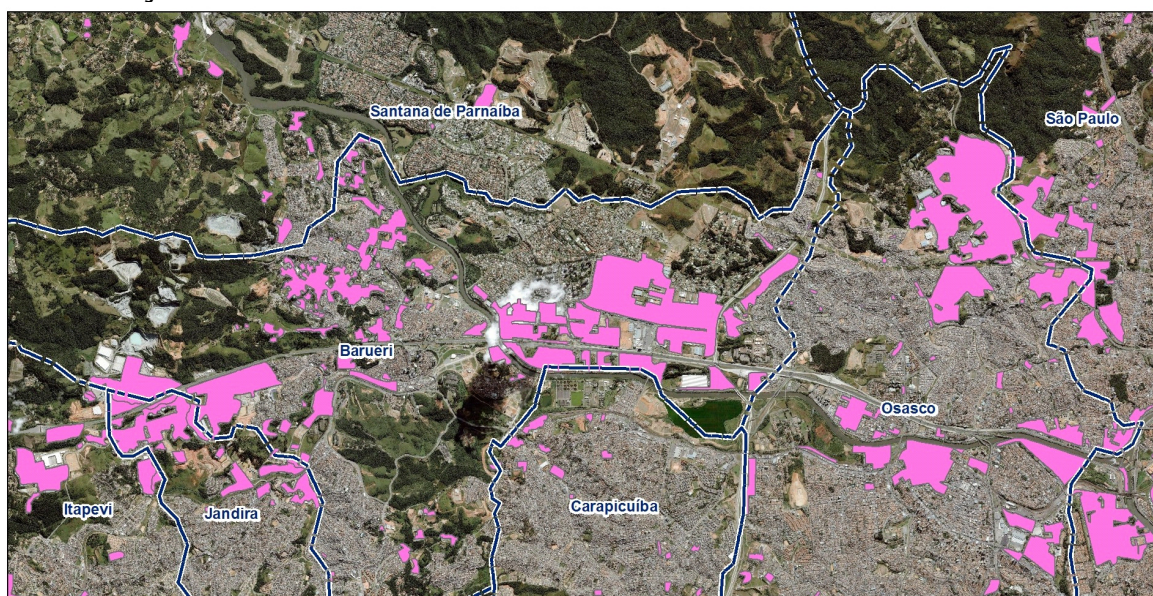 Santana de Parnaíba
São Paulo
Barueri
Osasco
Itapevi
Jandira
Carapicuíba